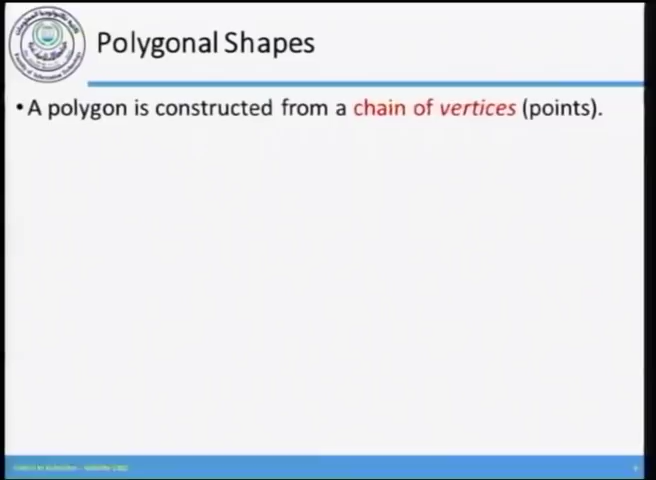 Polygonal Shapes
• A polygon is constructed from a chain of vertices (points).